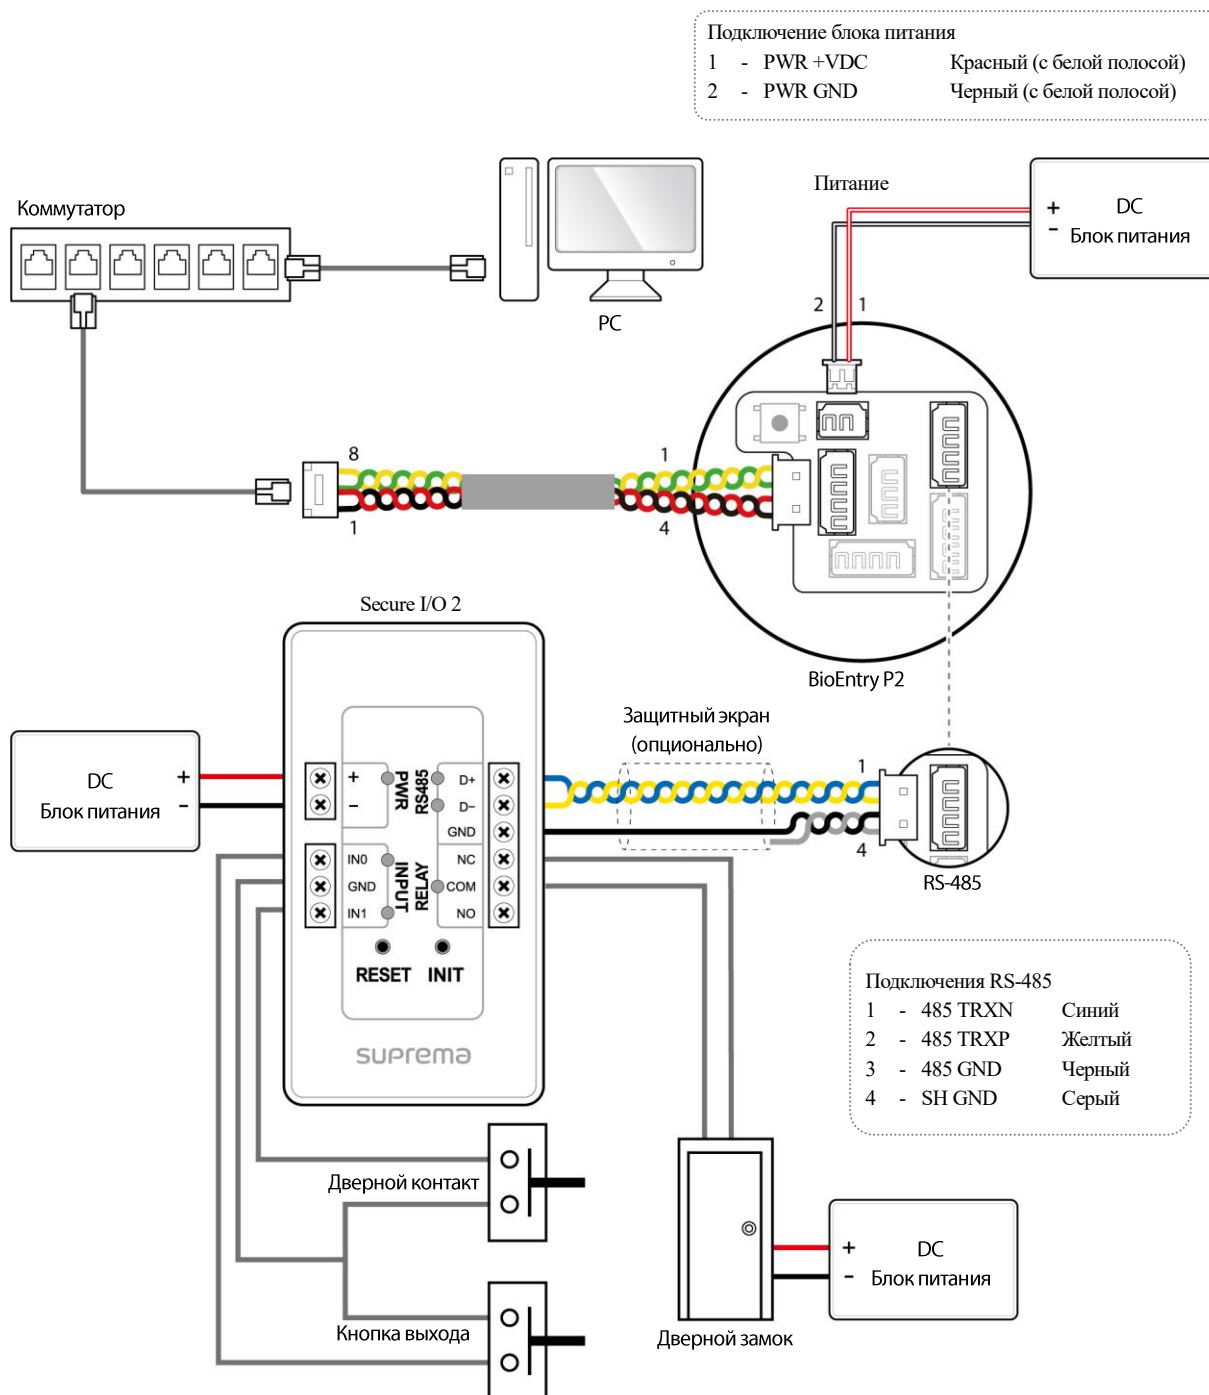 Подключение блока питания
1 - PWR +VDC Красный (с белой полосой)
2 - PWR GND Черный (с белой полосой)
Питание
+ DC
- Блок питания
Коммутатор
PC
2 1
8
1
1
4
BioEntry P2
Secure I/O 2
DC +
Блок питания -
+
−
PWR
RS485
D+
D−
GND
IN0
GND
IN1
INPUT
RELAY
NC
COM
NO
RESET INIT
suprema
Защитный экран
(опционально)
1
4
RS-485
Подключения RS-485
1 - 485 TRXN Синий
2 - 485 TRXP Желтый
3 - 485 GND Черный
4 - SH GND Серый
Дверной контакт
Кнопка выхода
Дверной замок
+ DC
- Блок питания